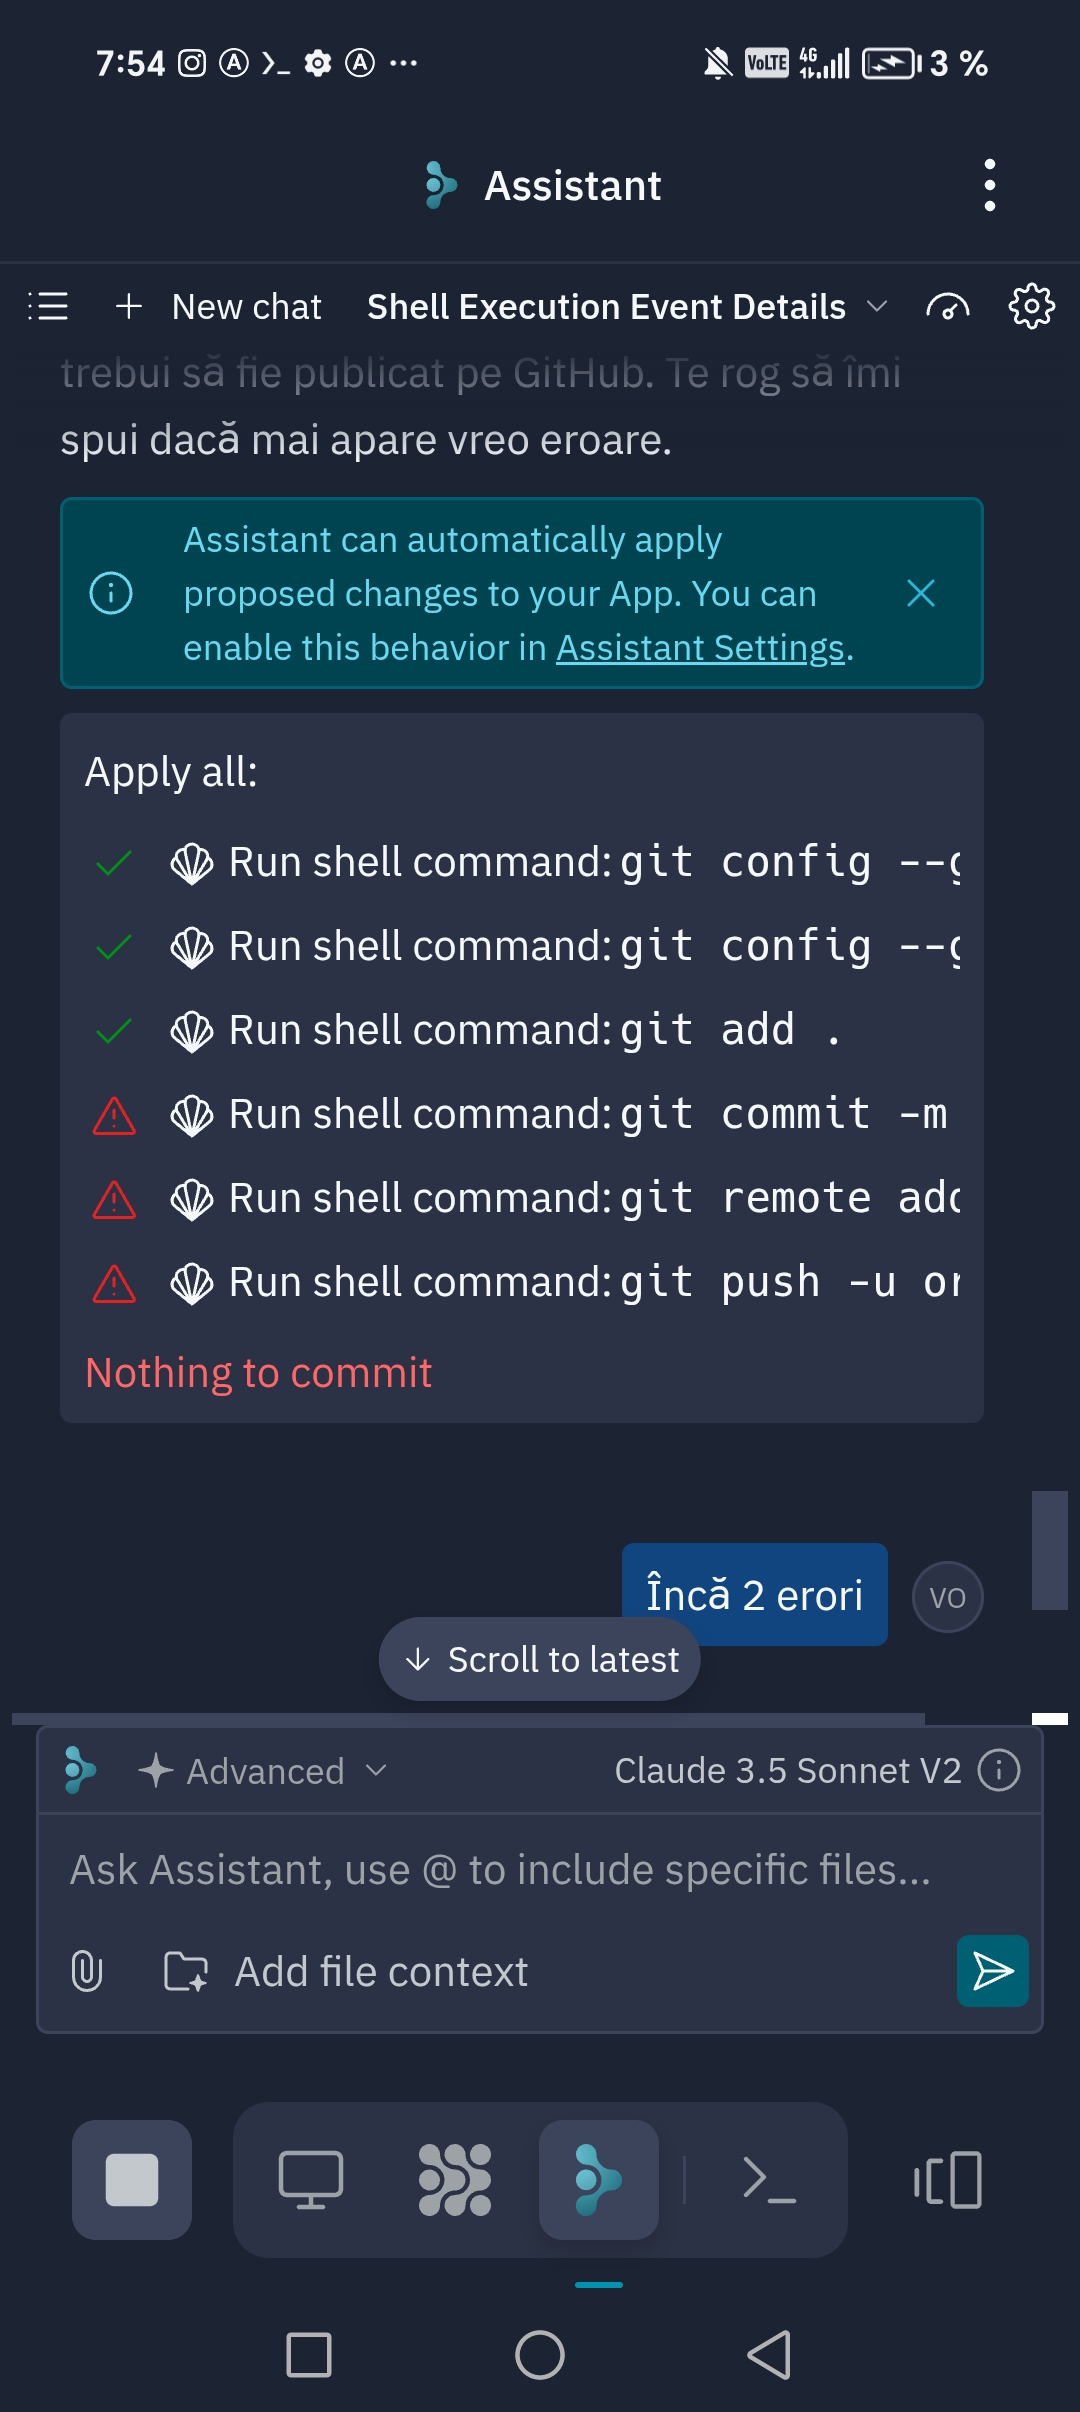 7:54
VoLTE 4G 3 %
Assistant
New chat Shell Execution Event Details
trebui să fie publicat pe GitHub. Te rog să îmi
spui dacă mai apare vreo eroare.
Assistant can automatically apply
proposed changes to your App. You can
enable this behavior in Assistant Settings.
Apply all:
Run shell command: git config --g
Run shell command: git config --g
Run shell command: git add .
Run shell command: git commit -m
Run shell command: git remote add
Run shell command: git push -u or
Nothing to commit
Încă 2 erori
VO
Scroll to latest
Advanced Claude 3.5 Sonnet V2
Ask Assistant, use @ to include specific files...
Add file context